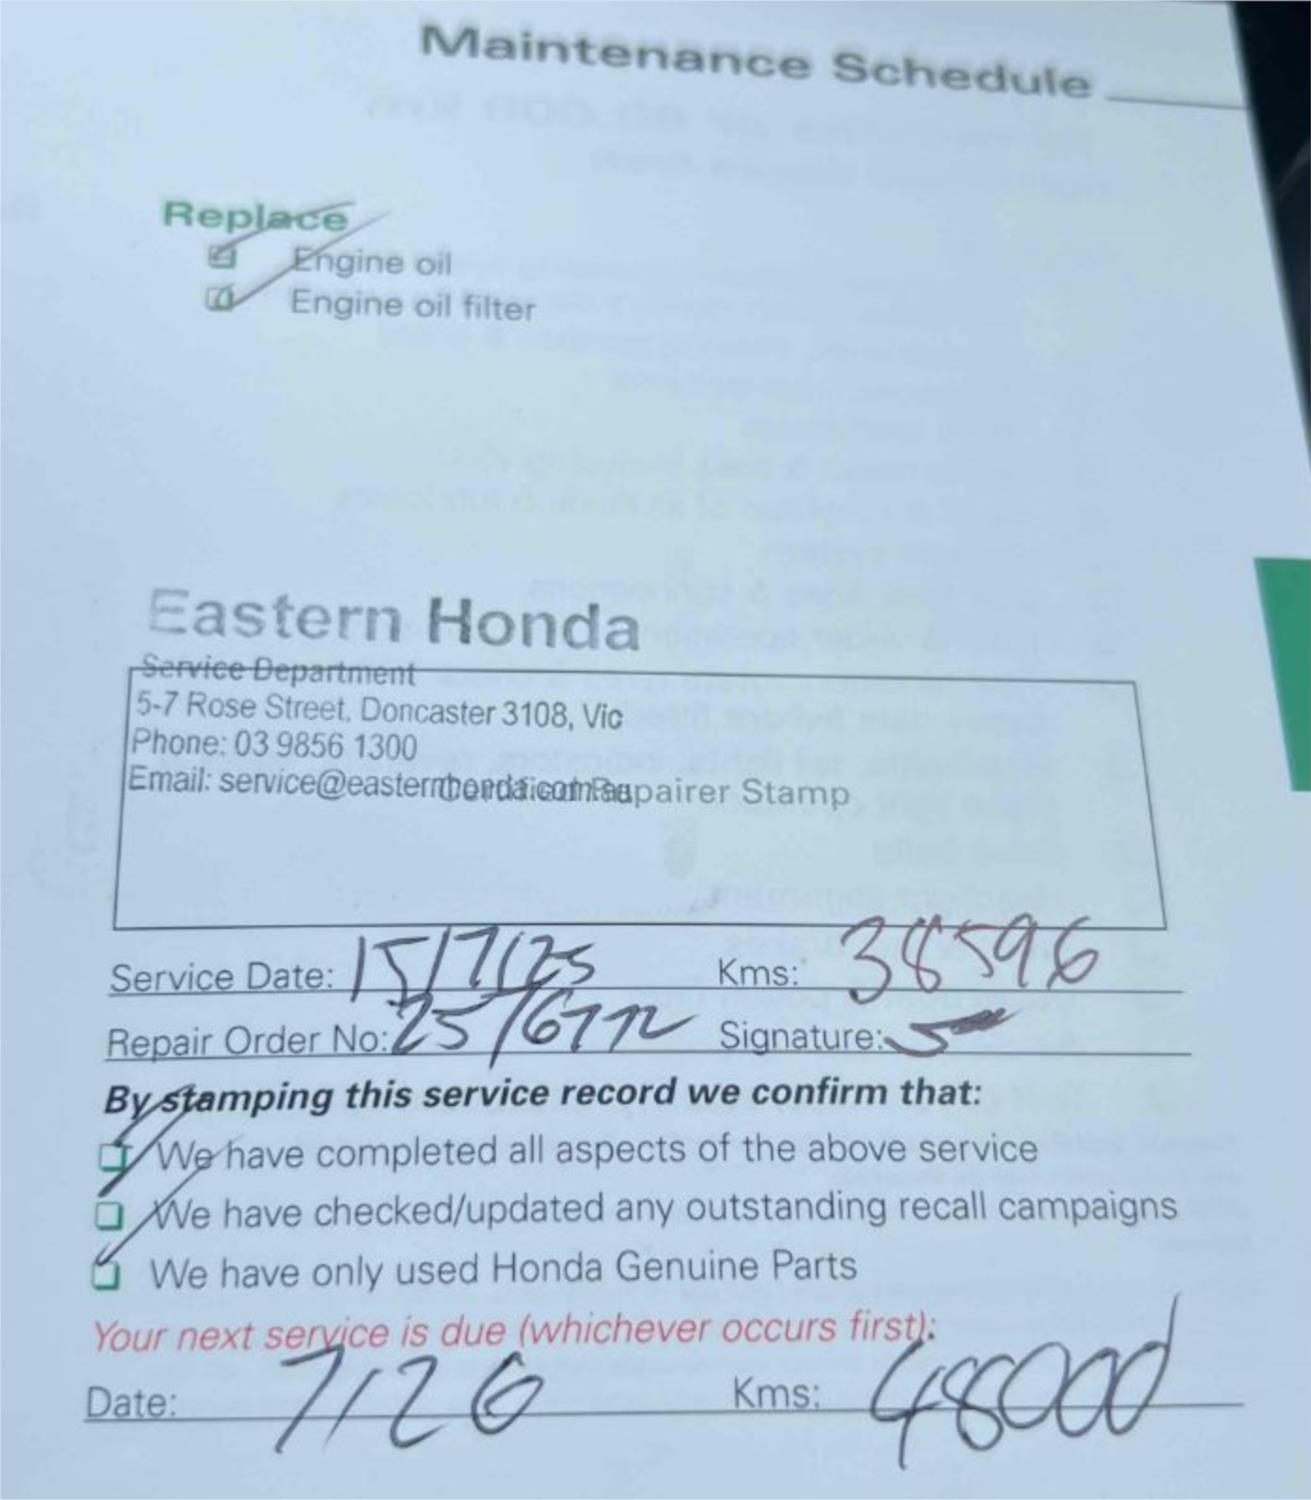 Maintenance Schedule
Replace
Engine oil
Engine oil filter
Eastern Honda
Service Department
5-7 Rose Street, Doncaster 3108, Vic
Phone: 03 9856 1300
Email: service@easternhonda.com.au Repairer Stamp
Service Date: 15/7/25 Kms: 38596
Repair Order No: Signature:
By stamping this service record we confirm that:
We have completed all aspects of the above service
We have checked/updated any outstanding recall campaigns
We have only used Honda Genuine Parts
Your next service is due (whichever occurs first):
Date: 7/26 Kms: 48000